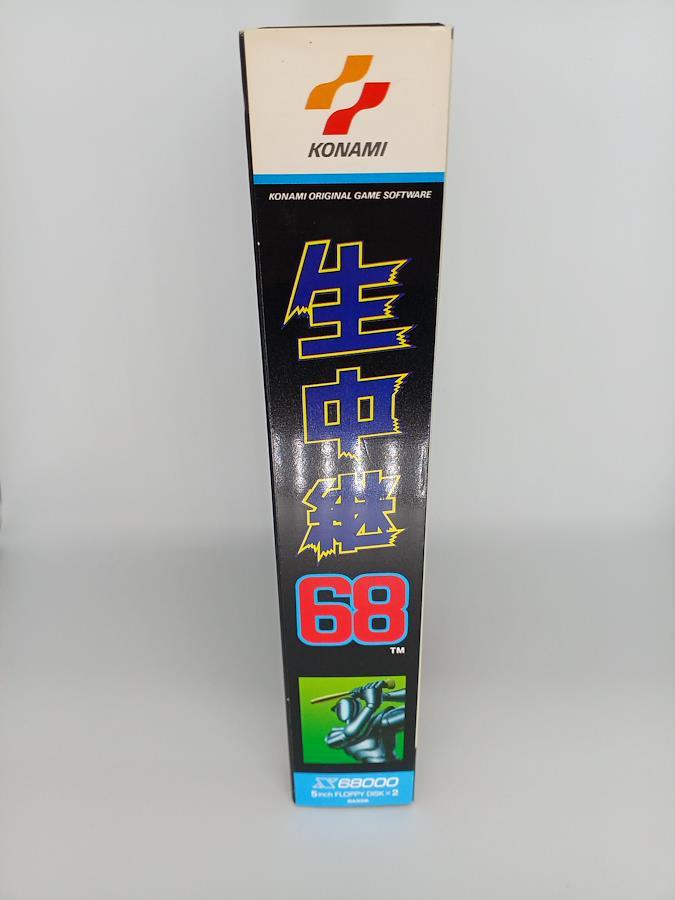 KONAMI
KONAMI ORIGINAL GAME SOFTWARE
生中継
68
TM
X68000
5inch FLOPPY DISK×2